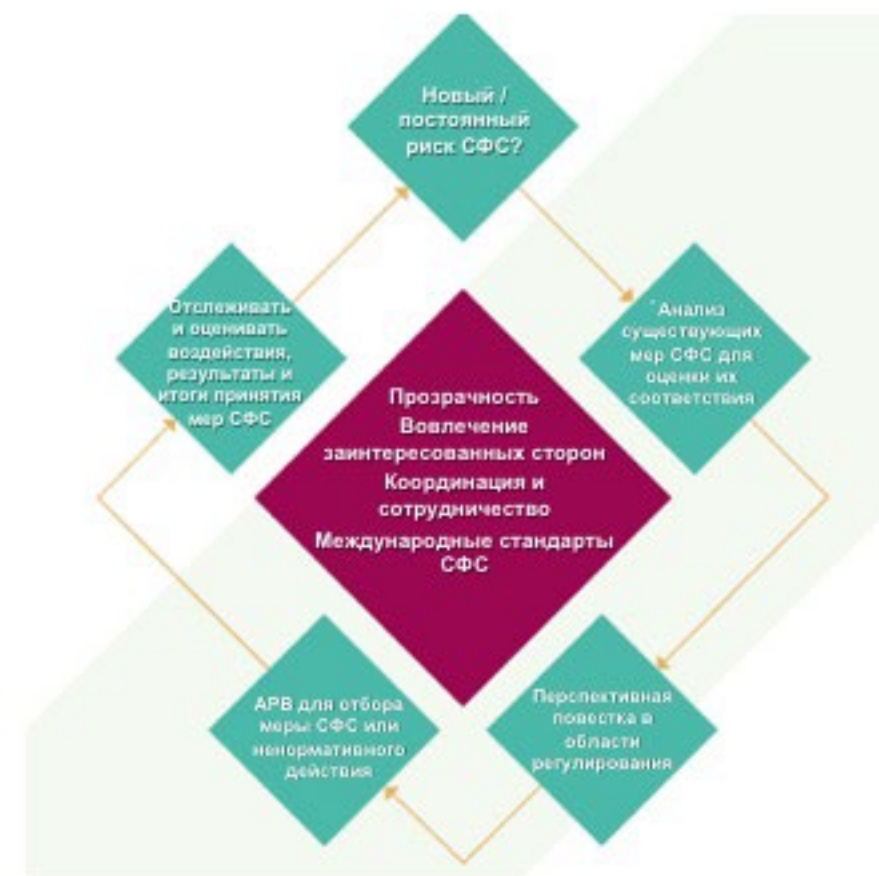 Новый /
постоянный
риск СФС?
Анализ
существующих
мер СФС для
оценки их
соответствия
Перспективная
повестка в
области
регулирования
АРВ для отбора
меры СФС или
ненормативного
действия
Отслеживать
и оценивать
воздействия,
результаты и
итоги принятия
мер СФС
Прозрачность
Вовлечение
заинтересованных сторон
Координация и
сотрудничество
Международные стандарты
СФС